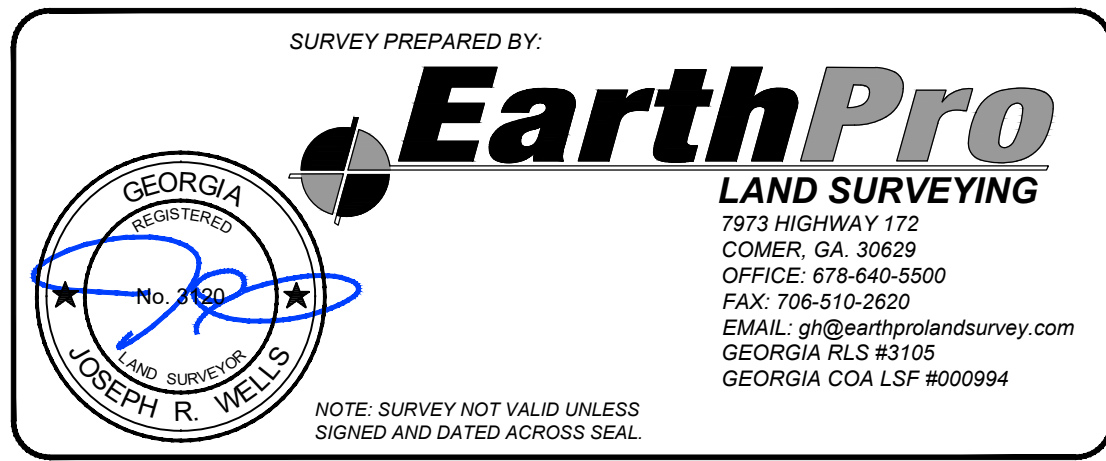 SURVEY PREPARED BY:
EarthPro
LAND SURVEYING
7973 HIGHWAY 172
COMER, GA. 30629
OFFICE: 678-640-5500
FAX: 706-510-2620
EMAIL: gh@earthprolandsurvey.com
GEORGIA RLS #3105
GEORGIA COA LSF #000994
GEORGIA
REGISTERED
No. 3120
LAND SURVEYOR
JOSEPH R. WELLS
NOTE: SURVEY NOT VALID UNLESS
SIGNED AND DATED ACROSS SEAL.